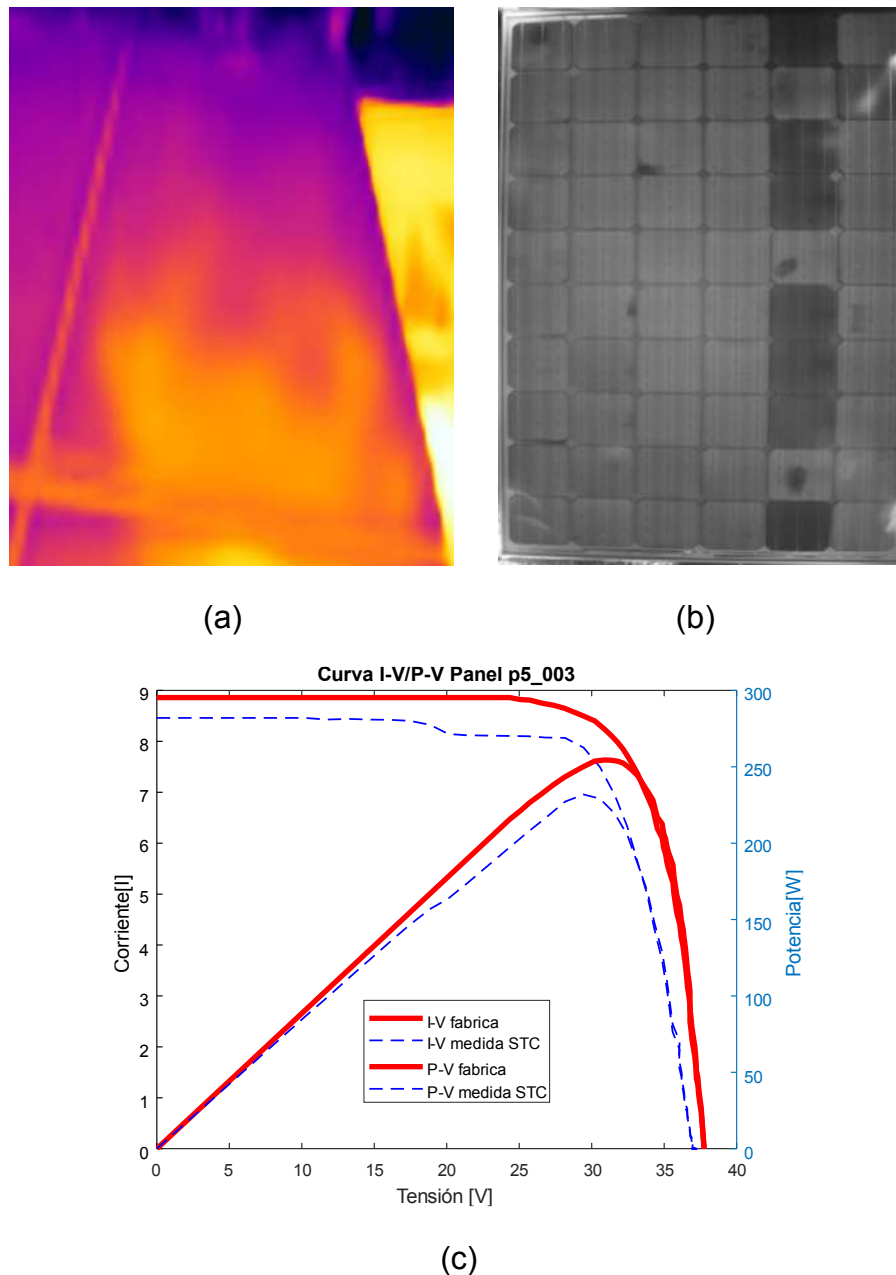 (a)
(b)
Curva I-V/P-V Panel p5_003
9
8
7
6
5
4
3
2
1
0
Corriente[I]
300
250
200
150
100
50
0
Potencia[W]
I-V fabrica
I-V medida STC
P-V fabrica
P-V medida STC
0 5 10 15 20 25 30 35 40
Tensión [V]
(c)